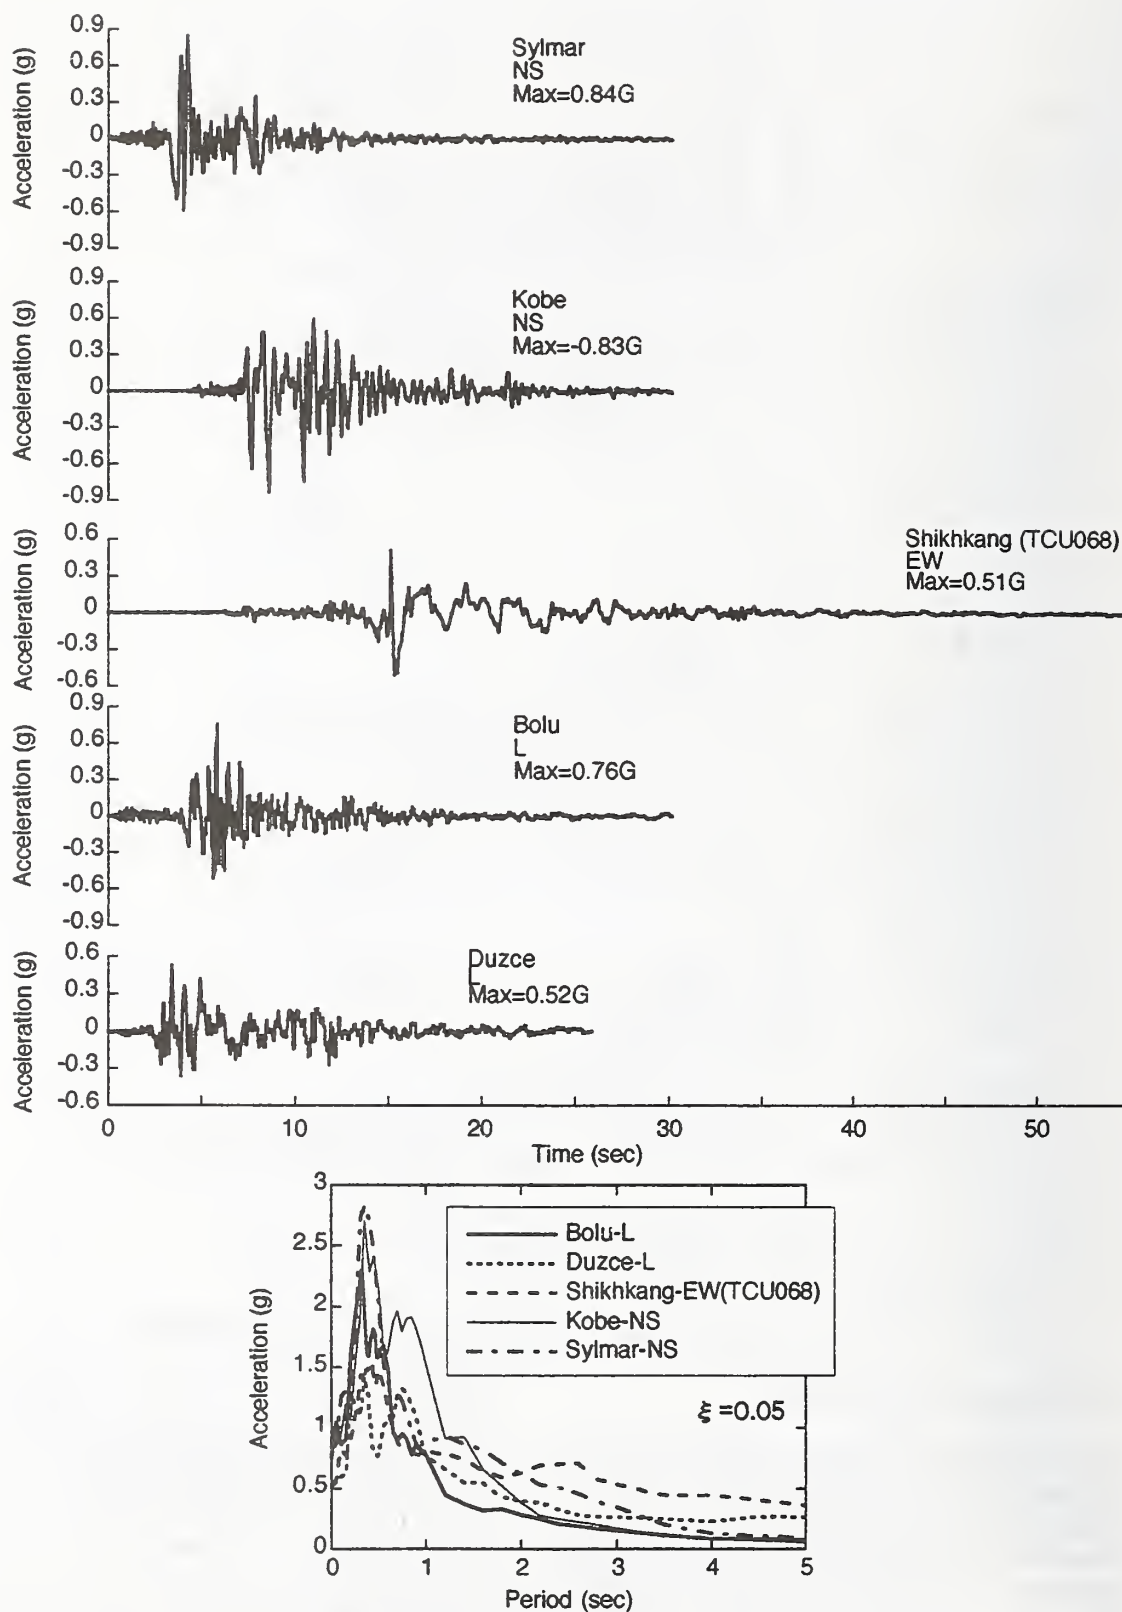 0.9
0.6
0.3
0
-0.3
-0.6
-0.9
Acceleration (g)
Sylmar
NS
Max=0.84G
0.9
0.6
0.3
0
-0.3
-0.6
-0.9
Acceleration (g)
Kobe
NS
Max=-0.83G
0.6
0.3
0
-0.3
-0.6
Acceleration (g)
Shikhkang (TCU068)
EW
Max=0.51G
0.9
0.6
0.3
0
-0.3
-0.6
-0.9
Acceleration (g)
Bolu
L
Max=0.76G
0.6
0.3
0
-0.3
-0.6
Acceleration (g)
Duzce
L
Max=0.52G
0 10 20 30 40 50
Time (sec)
3
2.5
2
1.5
1
0.5
0
Acceleration (g)
Bolu-L
Duzce-L
Shikhkang-EW(TCU068)
Kobe-NS
Sylmar-NS
ξ =0.05
0 1 2 3 4 5
Period (sec)